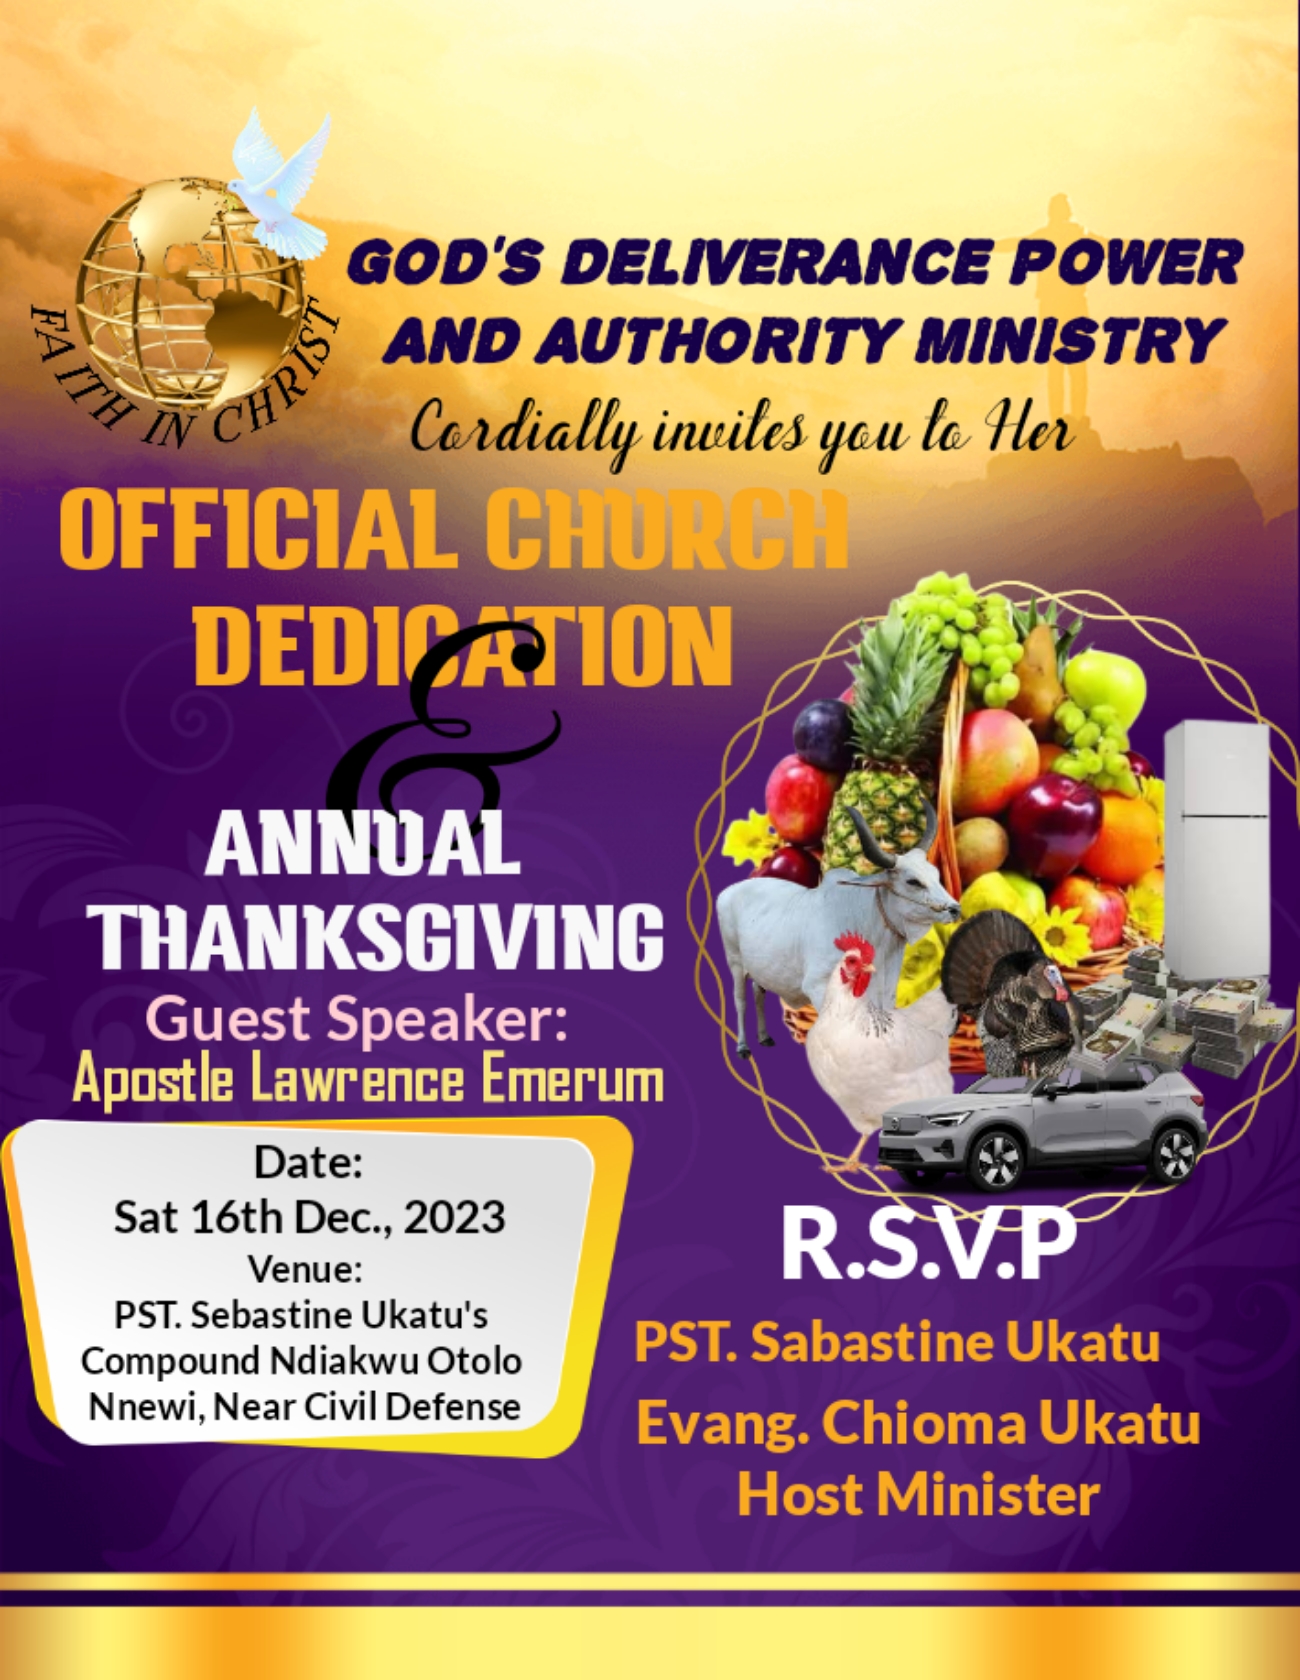 FAITH IN CHRIST
GOD'S DELIVERANCE POWER
AND AUTHORITY MINISTRY
Cordially invites you to Her
OFFICIAL CHURCH
DEDICATION
&
ANNUAL
THANKSGIVING
Guest Speaker:
Apostle Lawrence Emerum
Date:
Sat 16th Dec., 2023
Venue:
PST. Sebastine Ukatu's
Compound Ndiakwu Otolo
Nnewi, Near Civil Defense
R.S.V.P
PST. Sabastine Ukatu
Evang. Chioma Ukatu
Host Minister